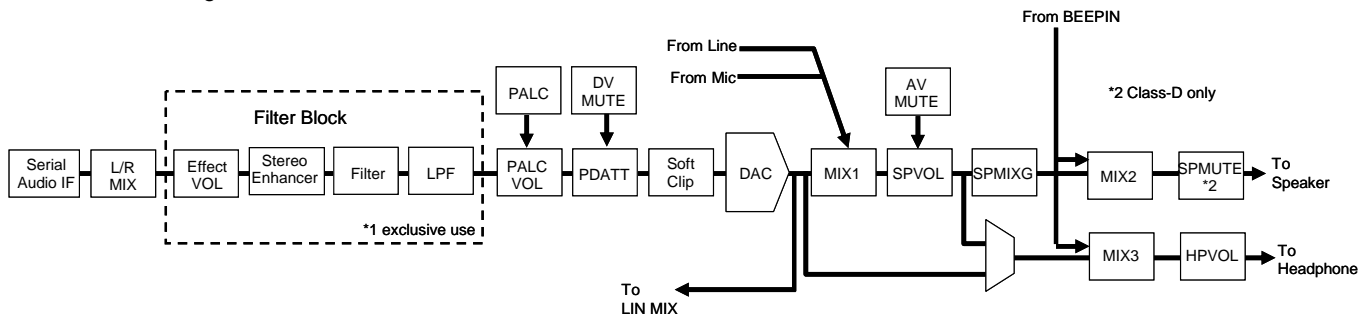 From BEEPIN
From Line
From Mic
PALC
DV
MUTE
AV
MUTE
*2 Class-D only
Filter Block
Serial
Audio IF
L/R
MIX
Effect
VOL
Stereo
Enhancer
Filter
LPF
PALC
VOL
PDATT
Soft
Clip
DAC
MIX1
SPVOL
SPMIXG
MIX2
SPMUTE
*2
To
Speaker
*1 exclusive use
MIX3
HPVOL
To
Headphone
To
LIN MIX